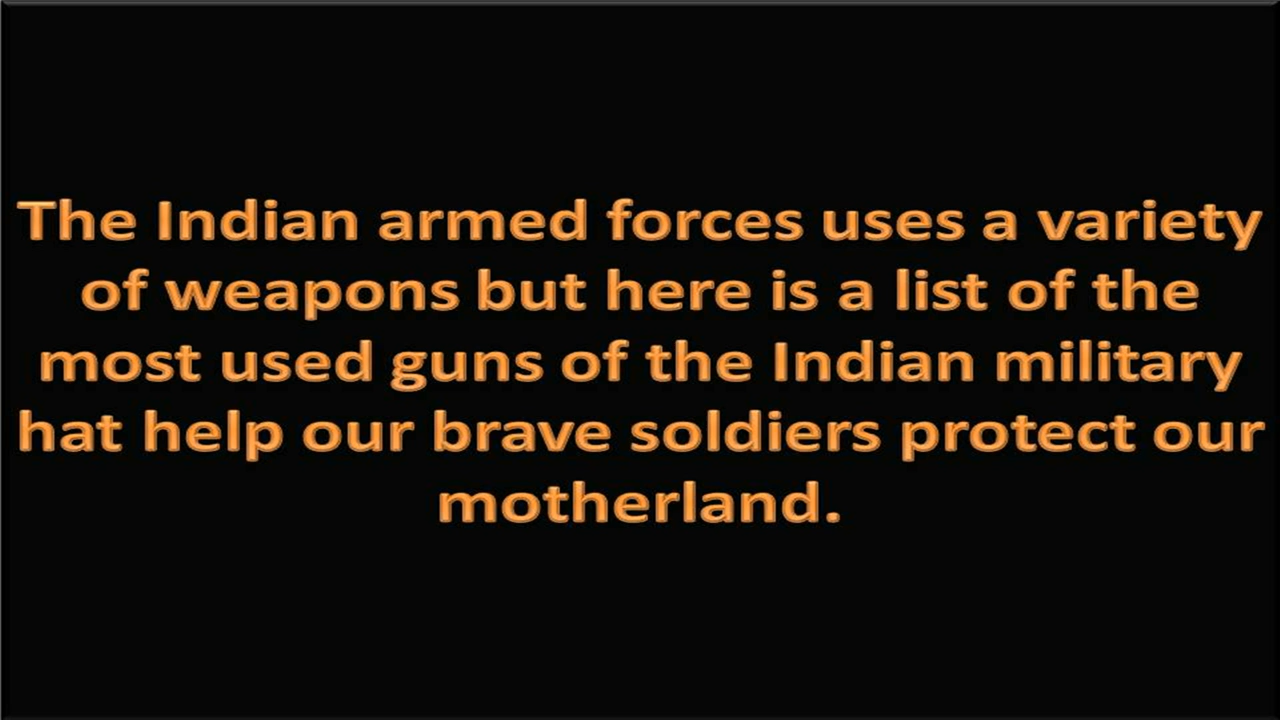 The Indian armed forces uses a variety
of weapons but here is a list of the
most used guns of the Indian military
hat help our brave soldiers protect our
motherland.